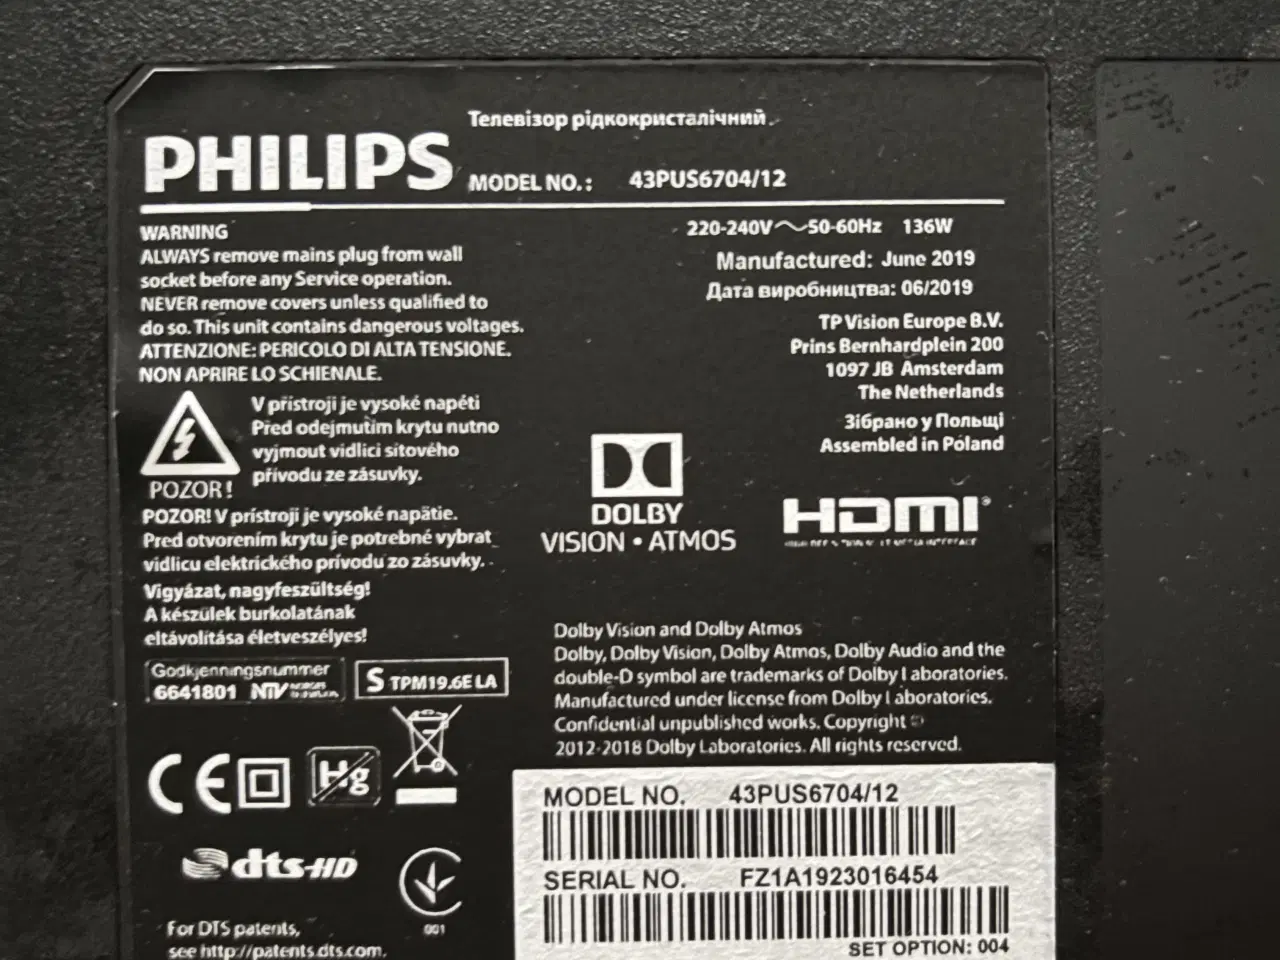 Телевізор рідкокристалічний
PHILIPS
MODEL NO.: 43PUS6704/12
220-240V~50-60Hz 136W
Manufactured: June 2019
Дата виробництва: 06/2019
TP Vision Europe B.V.
Prins Bernhardplein 200
1097 JB Amsterdam
The Netherlands
Зібрано у Польщі
Assembled in Poland
WARNING
ALWAYS remove mains plug from wall
socket before any Service operation.
NEVER remove covers unless qualified to
do so. This unit contains dangerous voltages.
ATTENZIONE: PERICOLO DI ALTA TENSIONE.
NON APRIRE LO SCHIENALE.
V přístroji je vysoké napětí
Před odejmutím krytu nutno
vyjmout vidlici síťového
přívodu ze zásuvky.
POZOR!
POZOR! V prístroji je vysoké napätie.
Pred otvorením krytu je potrebné vybrat
vidlicu elektrického prívodu zo zásuvky.
Vigyázat, nagyfeszültség!
A készülek burkolatának
eltávolítása életveszélyes!
DOLBY
VISION • ATMOS
HDMI
Godkjenningsnummer
6641801
S TPM19.6E LA
CE
Hg
dts-HD
001
For DTS patents,
see http://patents.dts.com.
Dolby Vision and Dolby Atmos
Dolby, Dolby Vision, Dolby Atmos, Dolby Audio and the
double-D symbol are trademarks of Dolby Laboratories.
Manufactured under license from Dolby Laboratories.
Confidential unpublished works. Copyright ©
2012-2018 Dolby Laboratories. All rights reserved.
MODEL NO. 43PUS6704/12
SERIAL NO. FZ1A1923016454
SET OPTION: 004